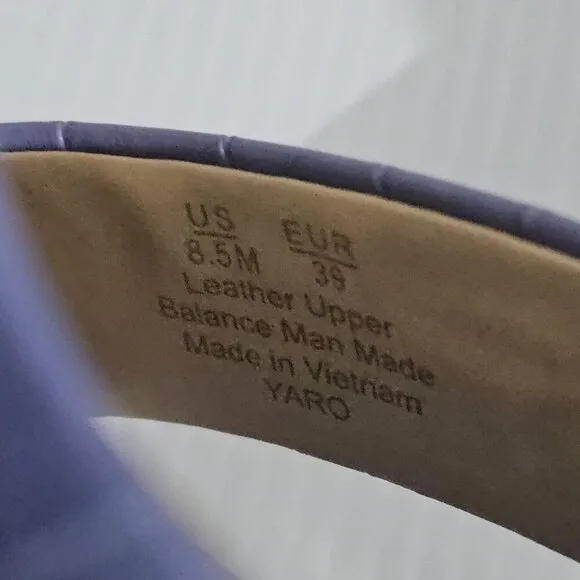 US EUR
8.5M 39
Leather Upper
Balance Man Made
Made in Vietnam
YARO